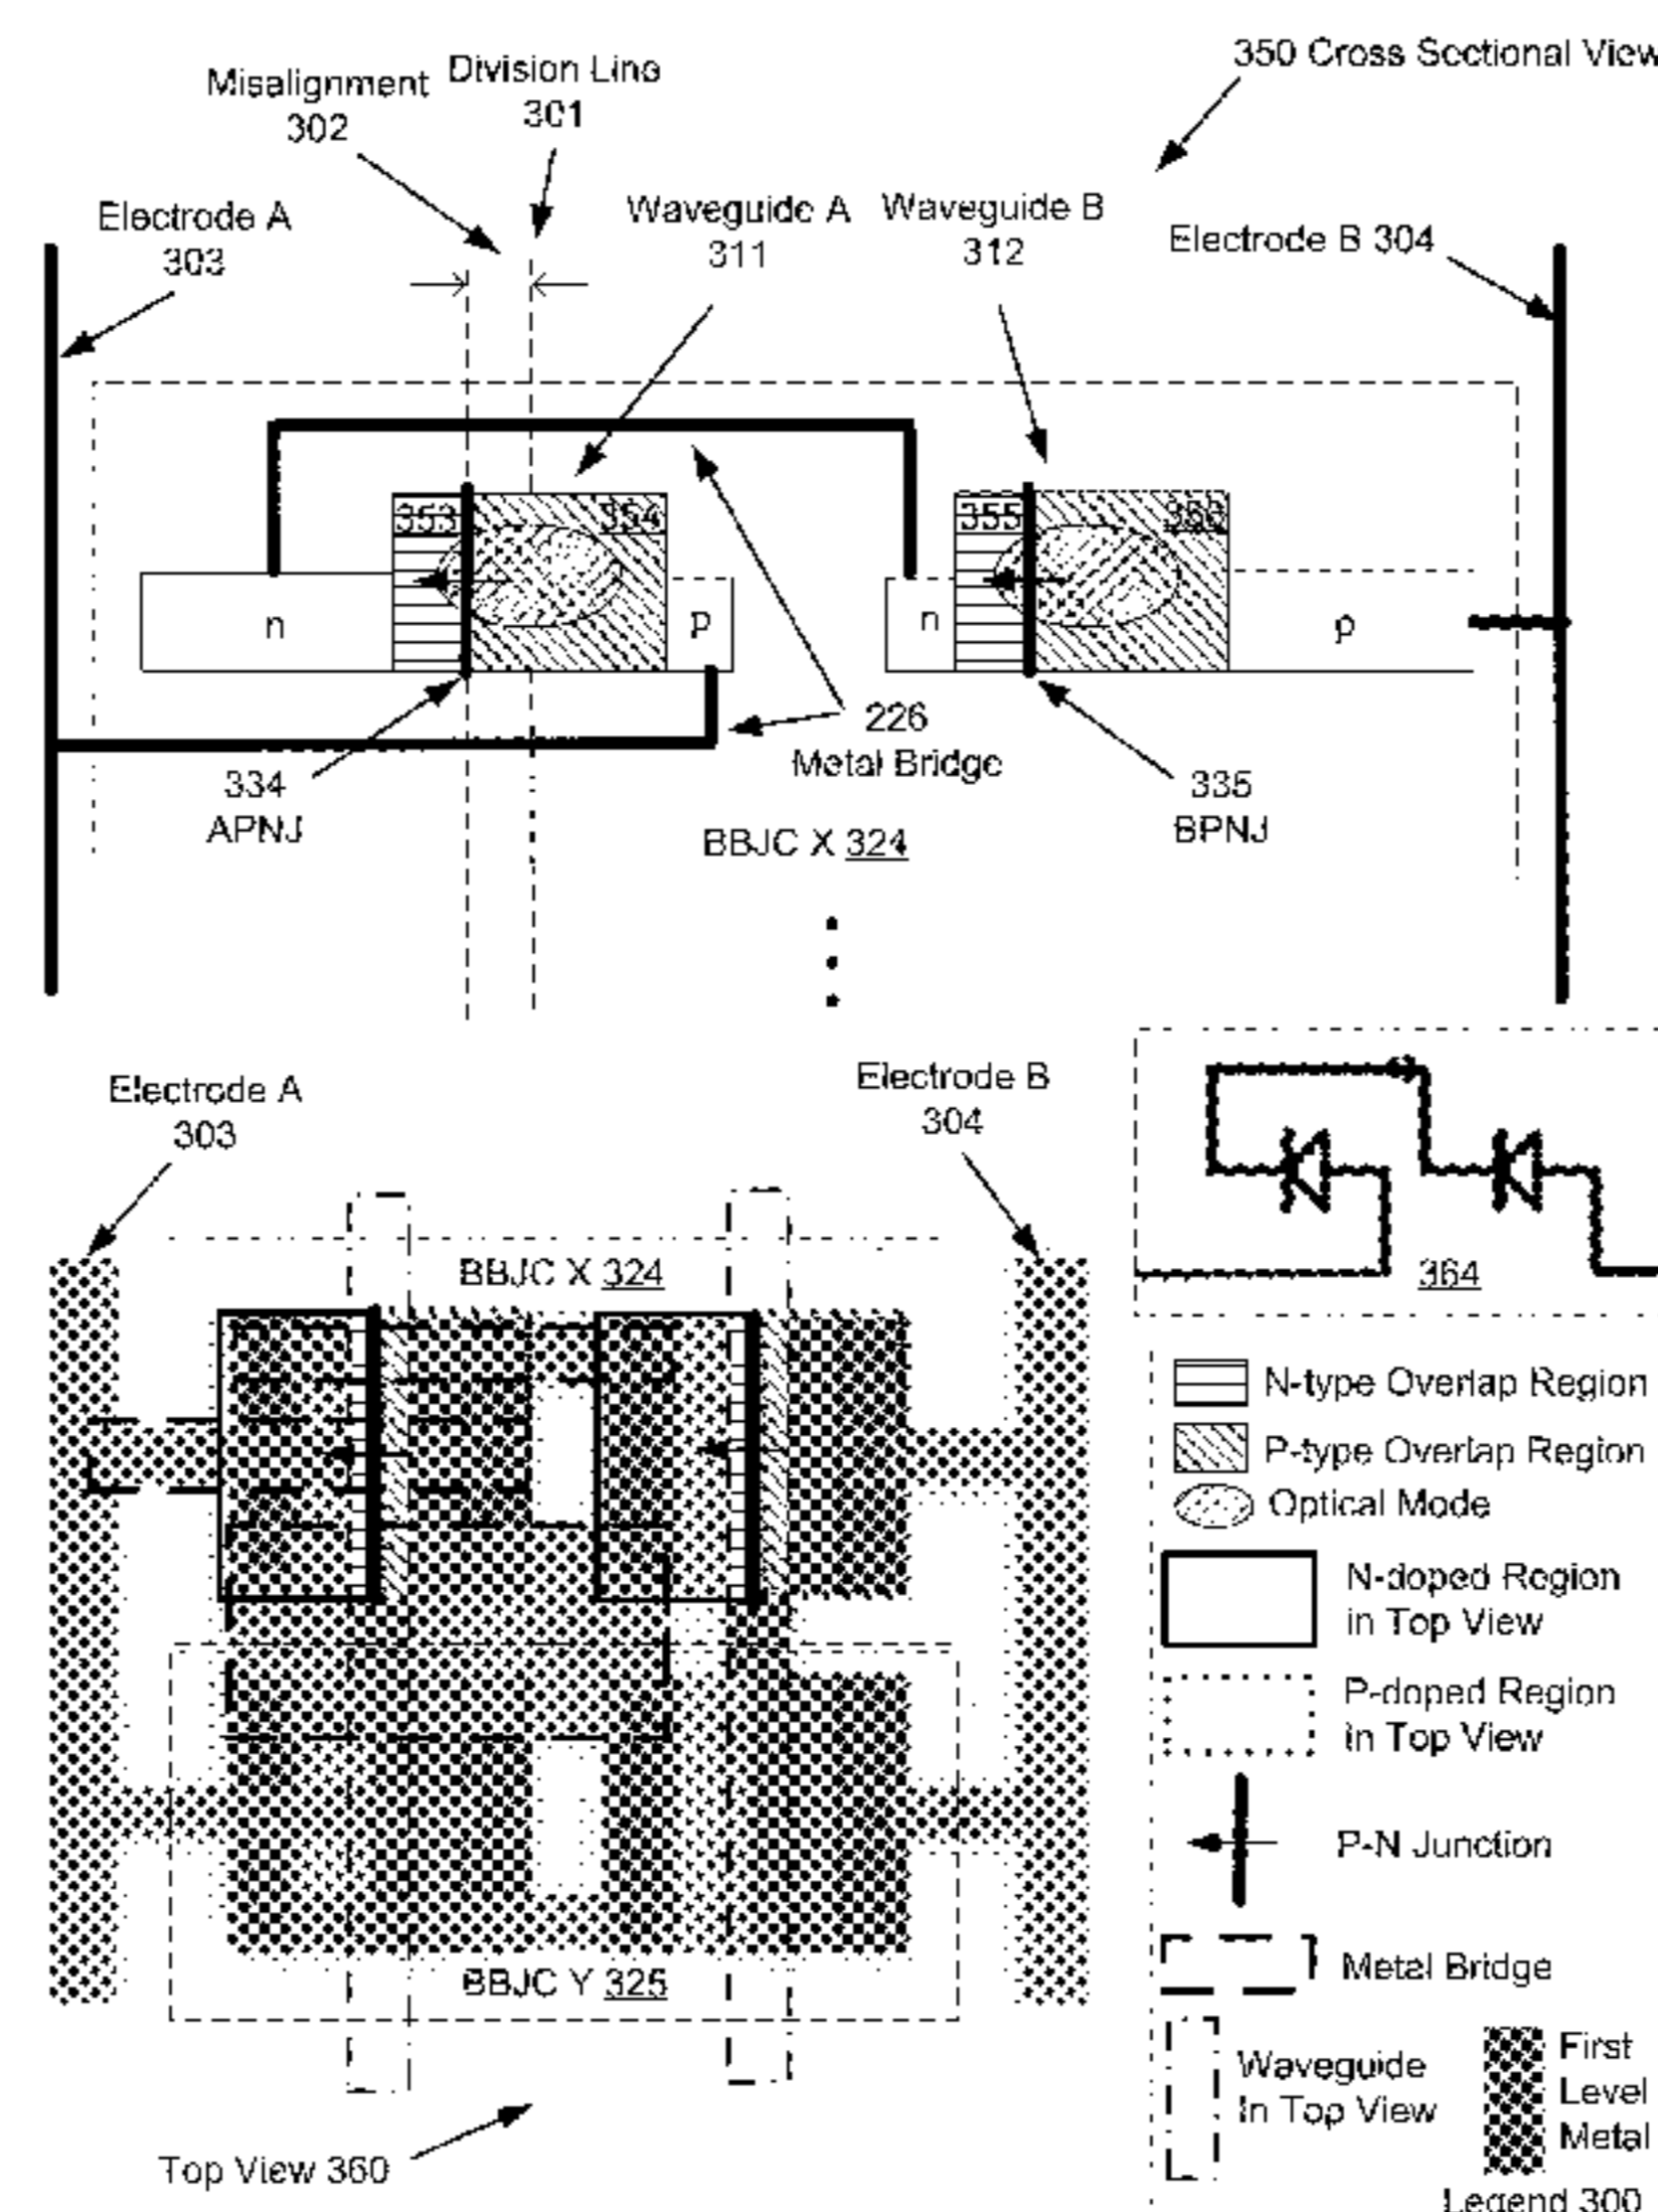 350 Cross Sectional View
Misalignment
302
Division Line
301
Electrode A
303
Waveguide A
311
Waveguide B
312
Electrode B 304
353
354
355
356
n
p
n
p
226
Metal Bridge
334
APNJ
335
BPNJ
BBJC X 324
Electrode A
303
Electrode B
304
BBJC X 324
364
N-type Overlap Region
P-type Overlap Region
Optical Mode
N-doped Region
in Top View
P-doped Region
in Top View
P-N Junction
Metal Bridge
BBJC Y 325
Waveguide
In Top View
First
Level
Metal
Top View 360
Legend 300